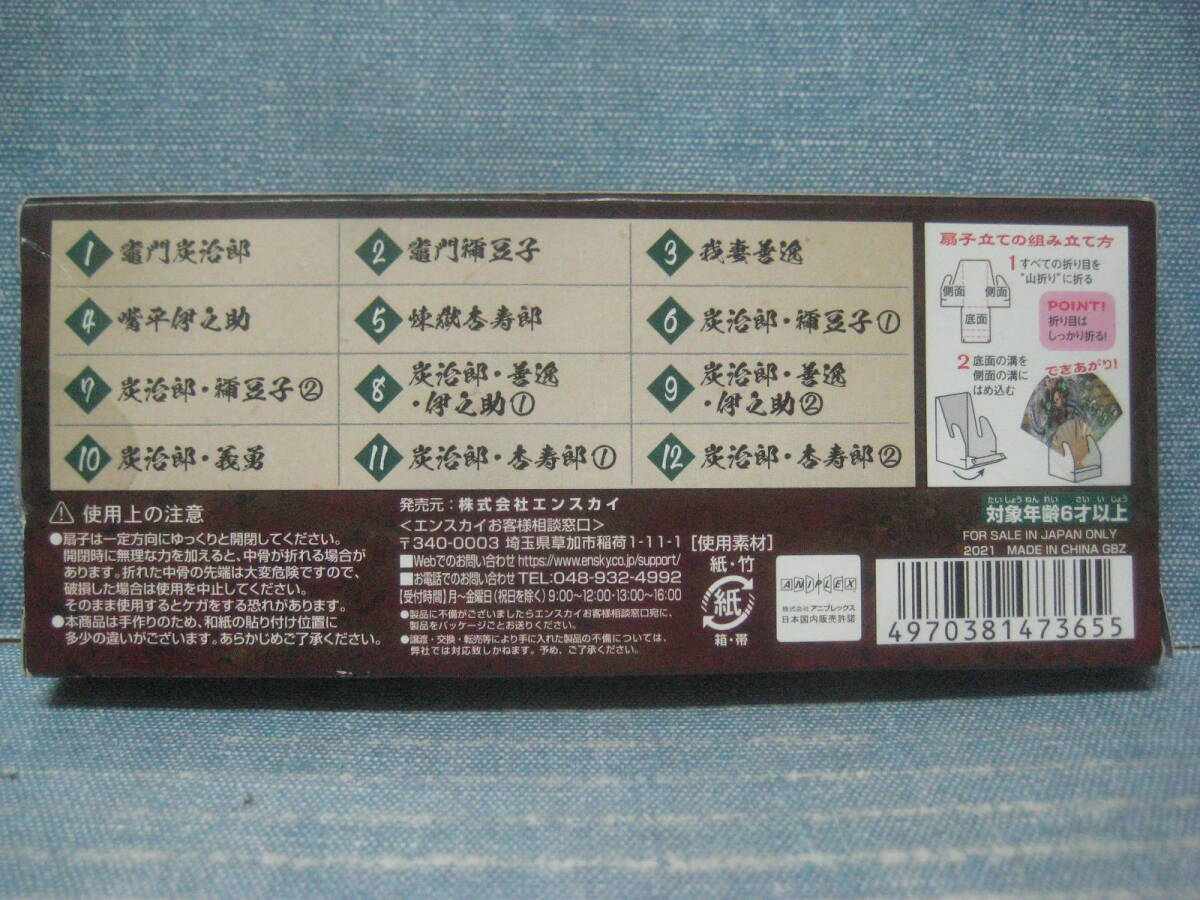 1 竈門炭治郎
2 竈門禰豆子
3 我妻善逸
4 嘴平伊之助
5 煉獄杏寿郎
6 炭治郎・禰豆子①
7 炭治郎・禰豆子②
8 炭治郎・善逸
・伊之助①
9 炭治郎・善逸
・伊之助②
10 炭治郎・義勇
11 炭治郎・杏寿郎①
12 炭治郎・杏寿郎②
扇子立ての組み立て方
1 すべての折り目を
"山折り"に折る
側面 側面
底面
POINT!
折り目は
しっかり折る!
2 底面の溝を
側面の溝に
はめ込む
できあがり!
⚠ 使用上の注意
●扇子は一定方向にゆっくりと開閉してください。
開閉時に無理な力を加えると、中骨が折れる場合が
あります。折れた中骨の先端は大変危険ですので、
破損した場合は使用を中止してください。
そのまま使用するとケガをする恐れがあります。
●本商品は手作りのため、和紙の貼り付け位置に
多少の違いがございます。あらかじめご了承ください。
発売元:株式会社エンスカイ
<エンスカイお客様相談窓口>
〒340-0003 埼玉県草加市稲荷1-11-1
■Webでのお問い合わせ https://www.ensky.co.jp/support/
■お電話でのお問い合わせ TEL:048-932-4992
【受付時間】月~金曜日(祝日を除く)9:00~12:00・13:00~16:00
●製品に不備がございましたらエンスカイお客様相談窓口宛に、
製品をパッケージごとお送りください。
●譲渡・交換・転売等により手に入れた製品の不備については、
弊社では対応致しかねます。予め、ご了承ください。
[使用素材]
紙・竹
紙
箱・帯
ANIPLEX
株式会社 アニプレックス
日本国内販売許諾
たいしょうねんれい さいいじょう
対象年齢6才以上
FOR SALE IN JAPAN ONLY
2021 MADE IN CHINA GBZ
4970381473655